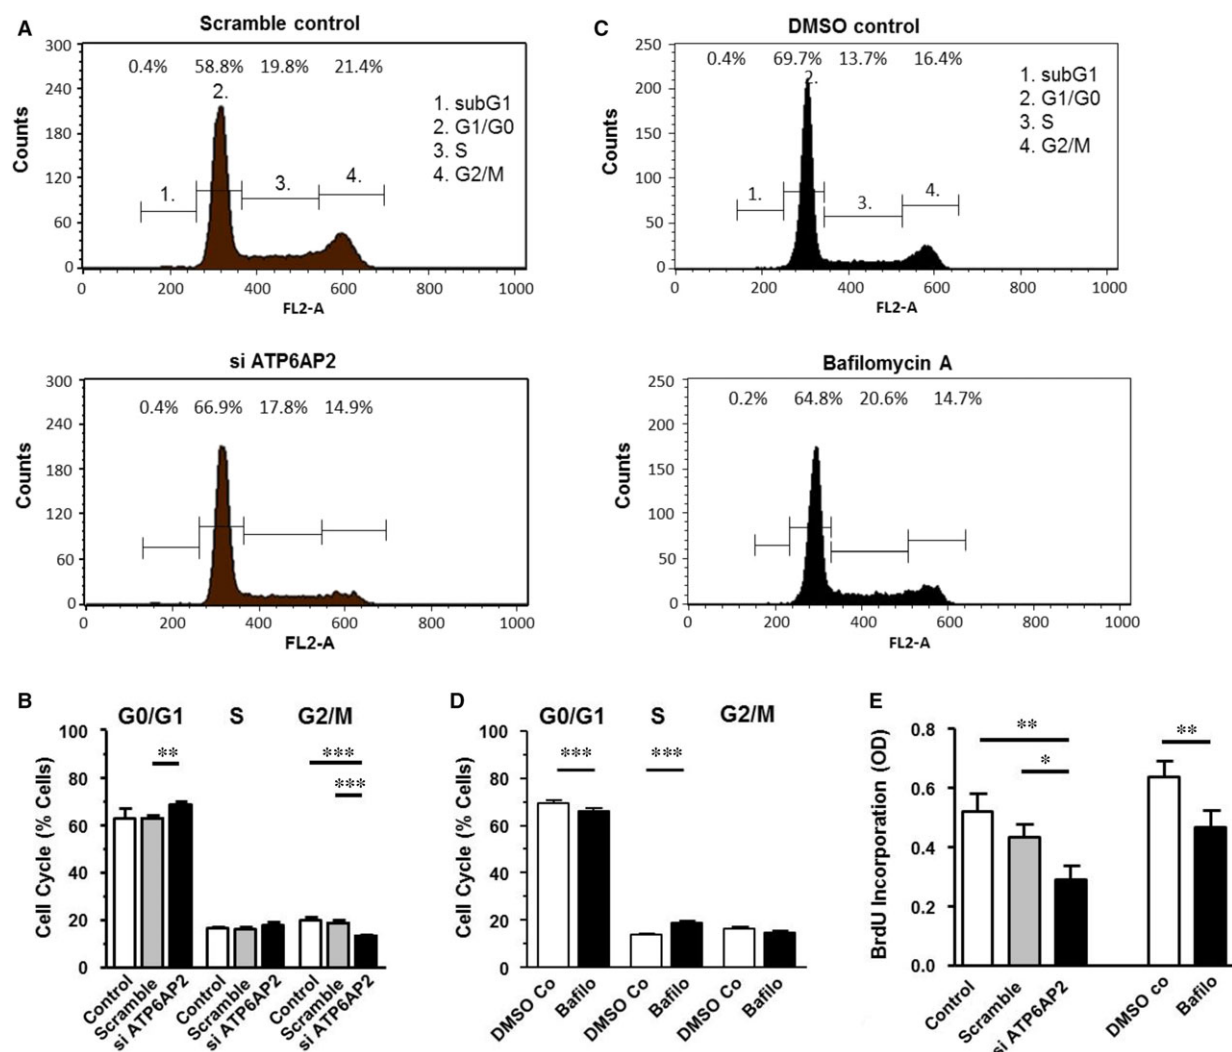 A
Scramble control
0.4% 58.8% 19.8% 21.4%
2.
1. subG1
2. G1/G0
3. S
4. G2/M
1.
3.
4.
Counts
300
240
180
120
60
0
0 200 400 600 800 1000
FL2-A
si ATP6AP2
0.4% 66.9% 17.8% 14.9%
Counts
300
240
180
120
60
0
0 200 400 600 800 1000
FL2-A
C
DMSO control
0.4% 69.7% 13.7% 16.4%
2.
1. subG1
2. G1/G0
3. S
4. G2/M
1.
3.
4.
Counts
250
200
150
100
50
0
0 200 400 600 800 1000
FL2-A
Bafilomycin A
0.2% 64.8% 20.6% 14.7%
Counts
250
200
150
100
50
0
0 200 400 600 800 1000
FL2-A
B
G0/G1 S G2/M
** *** ***
Cell Cycle (% Cells)
100
80
60
40
20
0
Control
Scramble
si ATP6AP2
Control
Scramble
si ATP6AP2
Control
Scramble
si ATP6AP2
D
G0/G1 S G2/M
*** ***
Cell Cycle (% Cells)
100
80
60
40
20
0
DMSO Co
Bafilo
DMSO Co
Bafilo
DMSO Co
Bafilo
E
** * **
BrdU Incorporation (OD)
0.8
0.6
0.4
0.2
0.0
Control
Scramble
si ATP6AP2
DMSO co
Bafilo